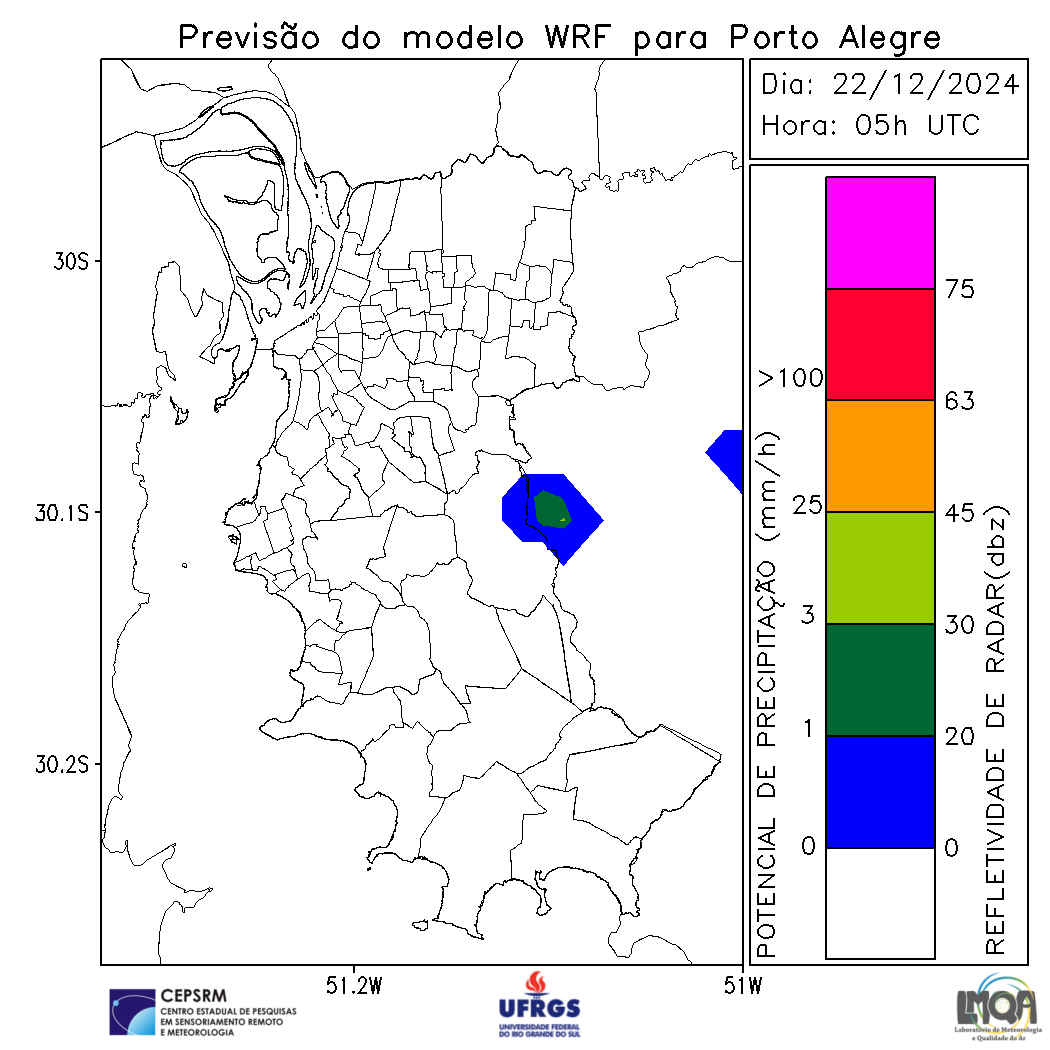 Previsão do modelo WRF para Porto Alegre
Dia: 22/12/2024
Hora: 05h UTC
30S
30.1S
30.2S
51.2W
51W
POTENCIAL DE PRECIPITAÇÃO (mm/h)
>100
25
3
1
0
75
63
45
30
20
0
REFLETIVIDADE DE RADAR(dbz)
CEPSRM
CENTRO ESTADUAL DE PESQUISAS
EM SENSORIAMENTO REMOTO
E METEOROLOGIA
UFRGS
UNIVERSIDADE FEDERAL
DO RIO GRANDE DO SUL
LMQA
Laboratório de Meteorologia
e Qualidade do Ar